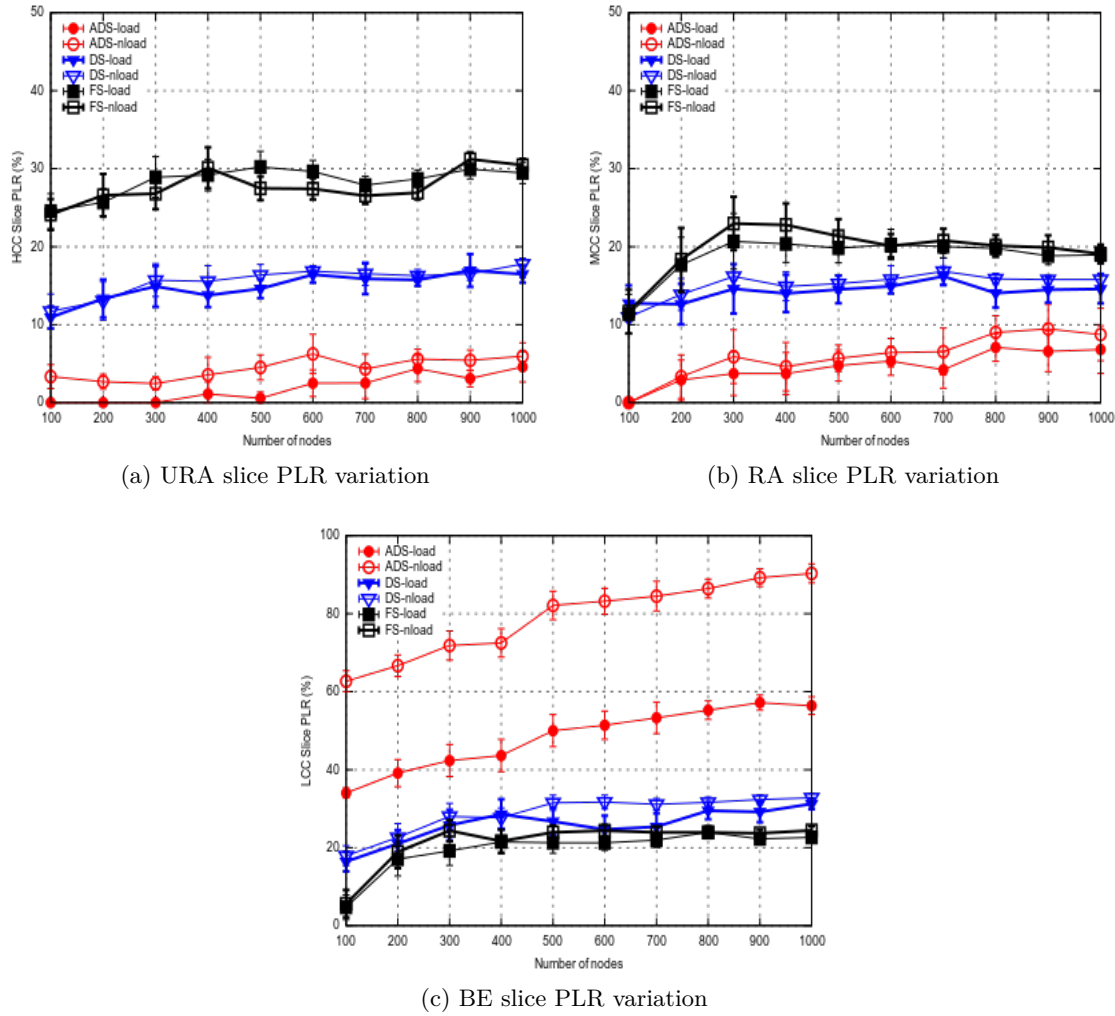 50
40
30
20
10
0
HCC Slice PLR (%)
ADS-load
ADS-nload
DS-load
DS-nload
FS-load
FS-nload
100 200 300 400 500 600 700 800 900 1000
Number of nodes
(a) URA slice PLR variation
50
40
30
20
10
0
MCC Slice PLR (%)
ADS-load
ADS-nload
DS-load
DS-nload
FS-load
FS-nload
100 200 300 400 500 600 700 800 900 1000
Number of nodes
(b) RA slice PLR variation
100
80
60
40
20
0
LCC Slice PLR (%)
ADS-load
ADS-nload
DS-load
DS-nload
FS-load
FS-nload
100 200 300 400 500 600 700 800 900 1000
Number of nodes
(c) BE slice PLR variation